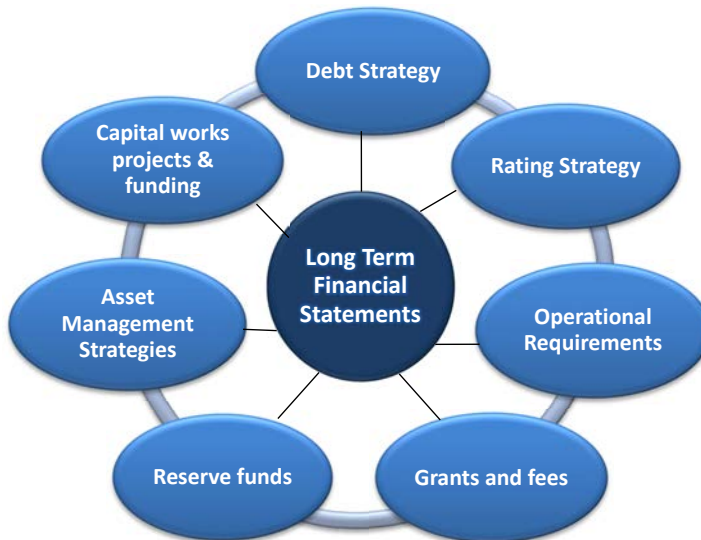 Debt Strategy
Capital works
projects &
funding
Rating Strategy
Long Term
Financial
Statements
Asset
Management
Strategies
Operational
Requirements
Reserve funds
Grants and fees